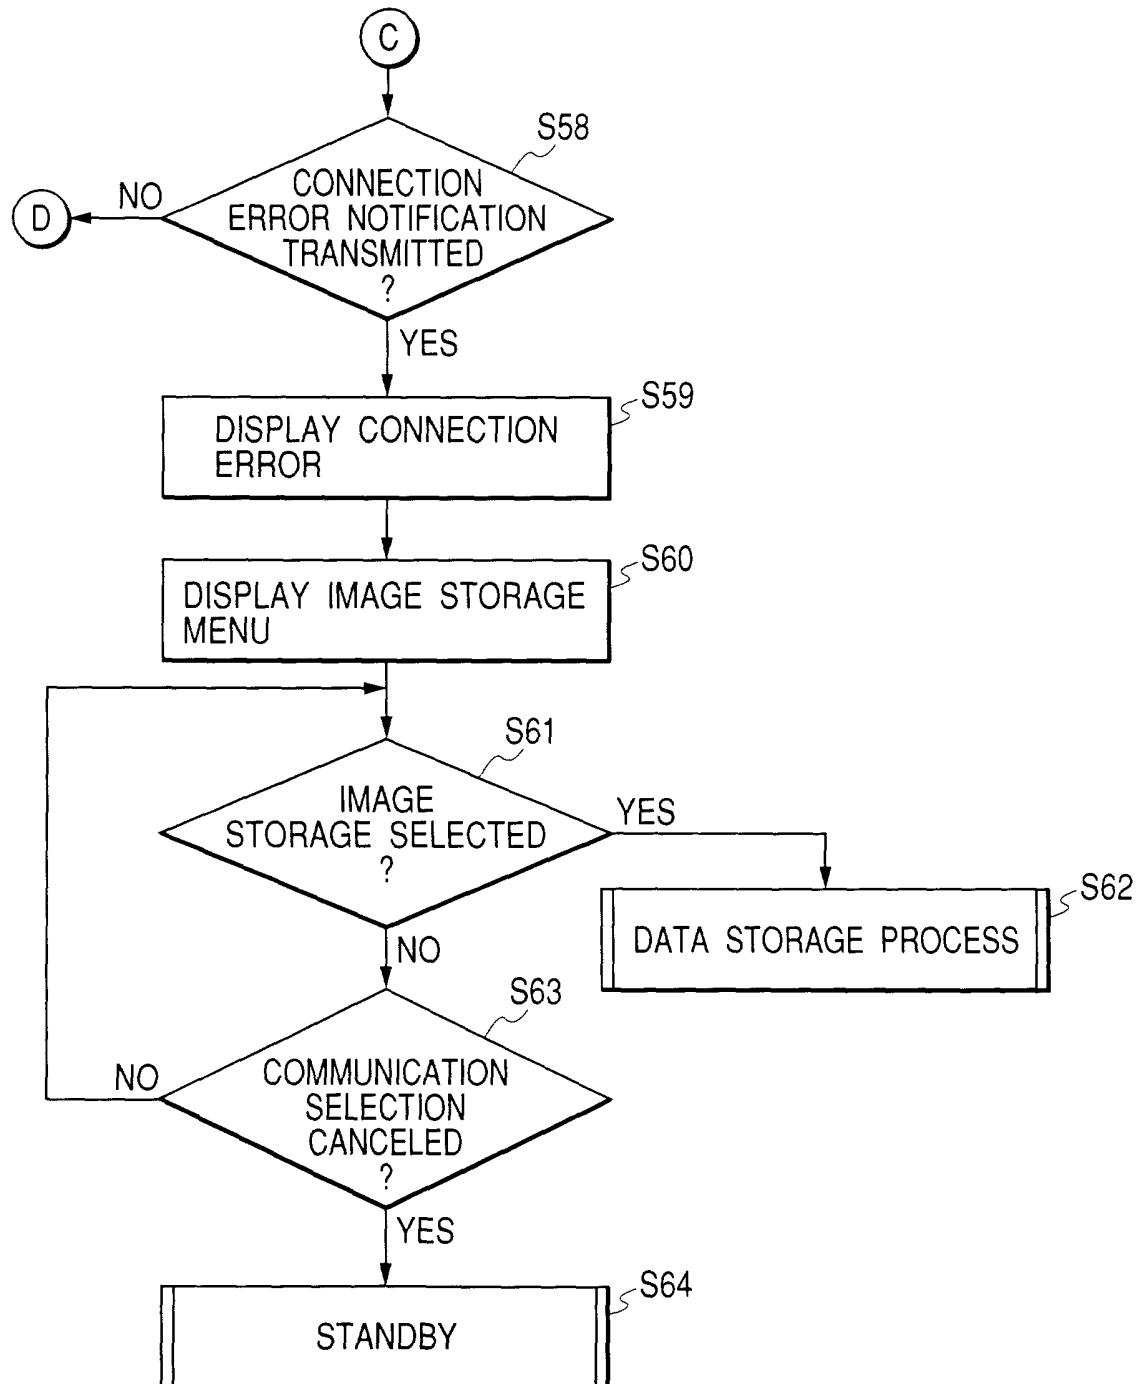 C
S58
CONNECTION
ERROR NOTIFICATION
TRANSMITTED
?
NO
D
YES
S59
DISPLAY CONNECTION
ERROR
S60
DISPLAY IMAGE STORAGE
MENU
S61
IMAGE
STORAGE SELECTED
?
YES
S62
DATA STORAGE PROCESS
NO
S63
COMMUNICATION
SELECTION
CANCELED
?
NO
YES
S64
STANDBY